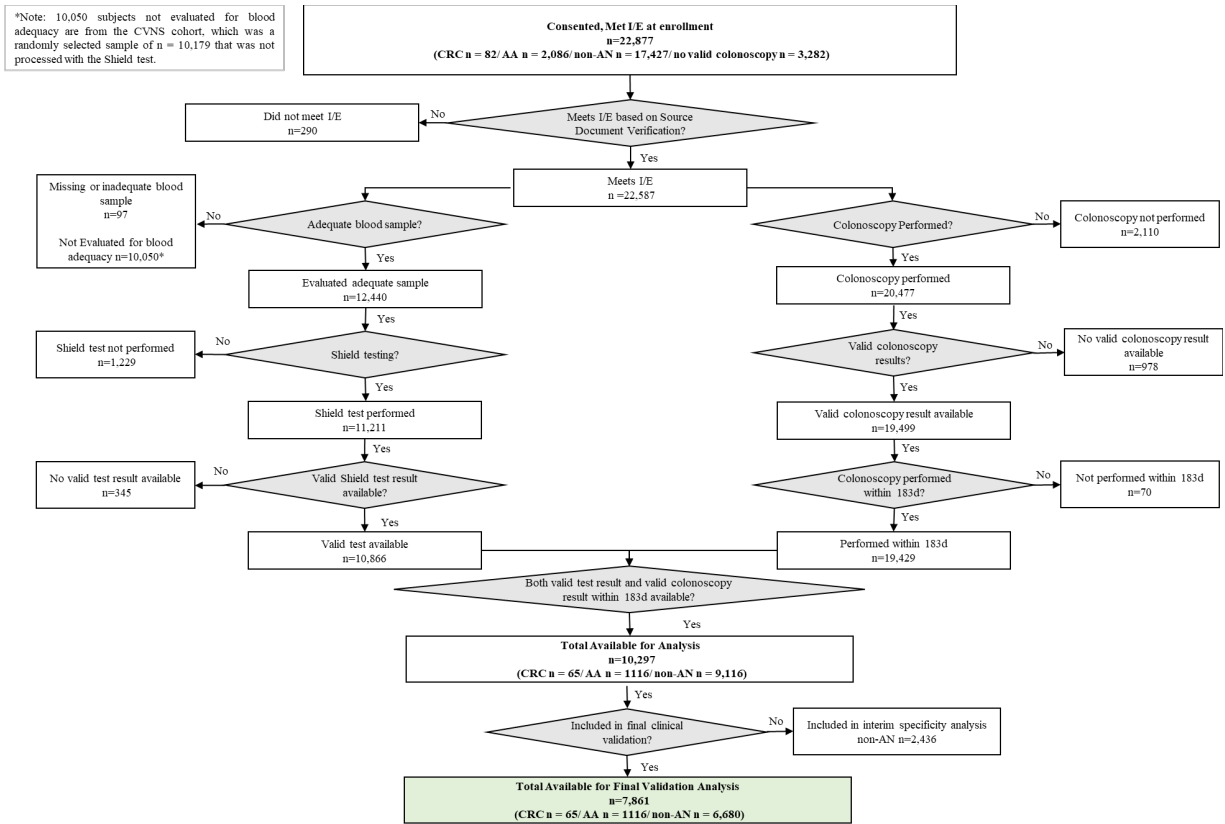 *Note: 10,050 subjects not evaluated for blood
adequacy are from the CVNS cohort, which was a
randomly selected sample of n = 10,179 that was not
processed with the Shield test.
Consented, Met I/E at enrollment
n=22,877
(CRC n = 82/ AA n = 2,086/ non-AN n = 17,427/ no valid colonoscopy n = 3,282)
Meets I/E based on Source
Document Verification?
No
Did not meet I/E
n=290
Yes
Meets I/E
n =22,587
Adequate blood sample?
No
Missing or inadequate blood
sample
n=97
Not Evaluated for blood
adequacy n=10,050*
Yes
Evaluated adequate sample
n=12,440
Yes
Shield testing?
No
Shield test not performed
n=1,229
Yes
Shield test performed
n=11,211
Yes
Valid Shield test result
available?
No
No valid test result available
n=345
Yes
Valid test available
n=10,866
Colonoscopy Performed?
No
Colonoscopy not performed
n=2,110
Yes
Colonoscopy performed
n=20,477
Yes
Valid colonoscopy
results?
No
No valid colonoscopy result
available
n=978
Yes
Valid colonoscopy result available
n=19,499
Yes
Colonoscopy performed
within 183d?
No
Not performed within 183d
n=70
Yes
Performed within 183d
n=19,429
Both valid test result and valid colonoscopy
result within 183d available?
Yes
Total Available for Analysis
n=10,297
(CRC n = 65/ AA n = 1116/ non-AN n = 9,116)
Yes
Included in final clinical
validation?
No
Included in interim specificity analysis
non-AN n=2,436
Yes
Total Available for Final Validation Analysis
n=7,861
(CRC n = 65/ AA n = 1116/ non-AN n = 6,680)